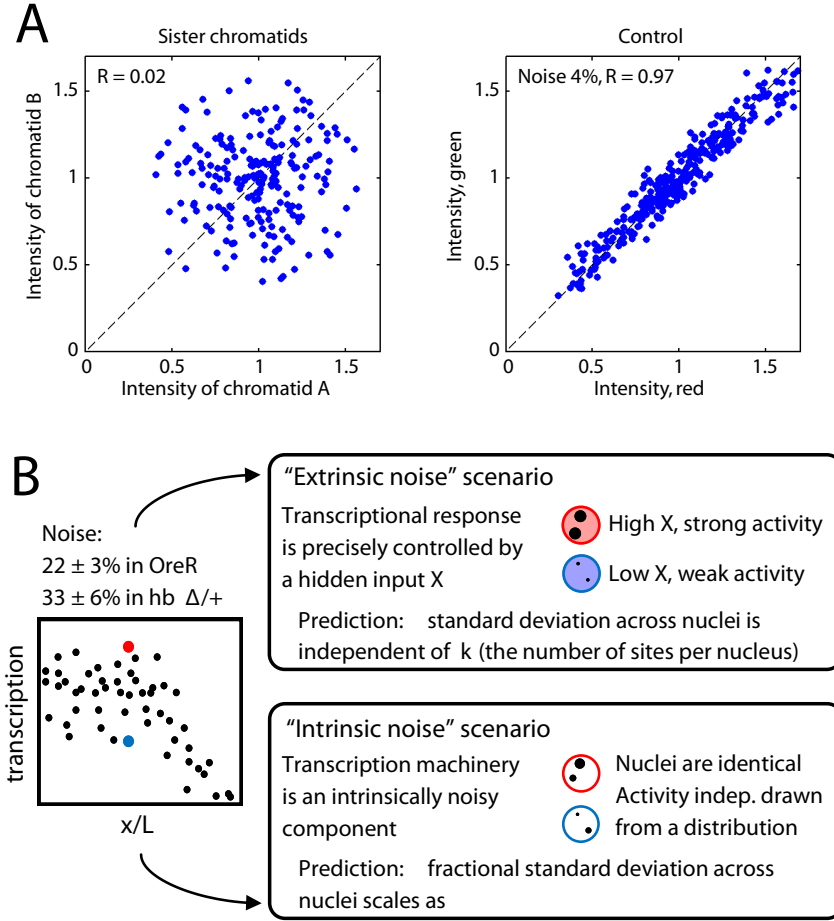 A
Sister chromatids
R = 0.02
1.5
1
0.5
0
0
0.5
1
1.5
Intensity of chromatid B
Intensity of chromatid A
Control
Noise 4%, R = 0.97
1.5
1
0.5
0
0
0.5
1
1.5
Intensity, green
Intensity, red
B
Noise:
22 ± 3% in OreR
33 ± 6% in hb Δ/+
transcription
x/L
“Extrinsic noise” scenario
Transcriptional response
is precisely controlled by
a hidden input X
High X, strong activity
Low X, weak activity
Prediction: standard deviation across nuclei is
independent of k (the number of sites per nucleus)
“Intrinsic noise” scenario
Transcription machinery
is an intrinsically noisy
component
Nuclei are identical
Activity indep. drawn
from a distribution
Prediction: fractional standard deviation across
nuclei scales as